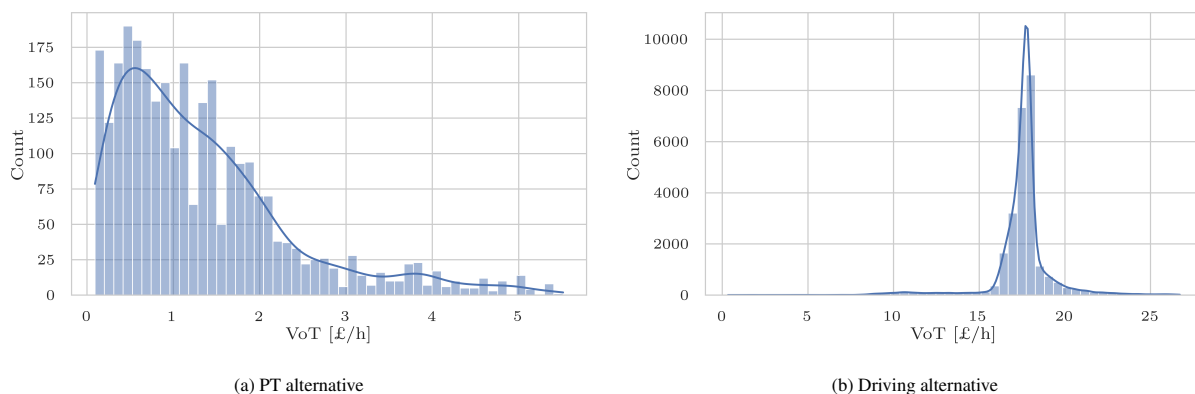 175
150
125
100
75
50
25
0
Count
0 1 2 3 4 5
VoT [£/h]
(a) PT alternative
10000
8000
6000
4000
2000
0
Count
0 5 10 15 20 25
VoT [£/h]
(b) Driving alternative